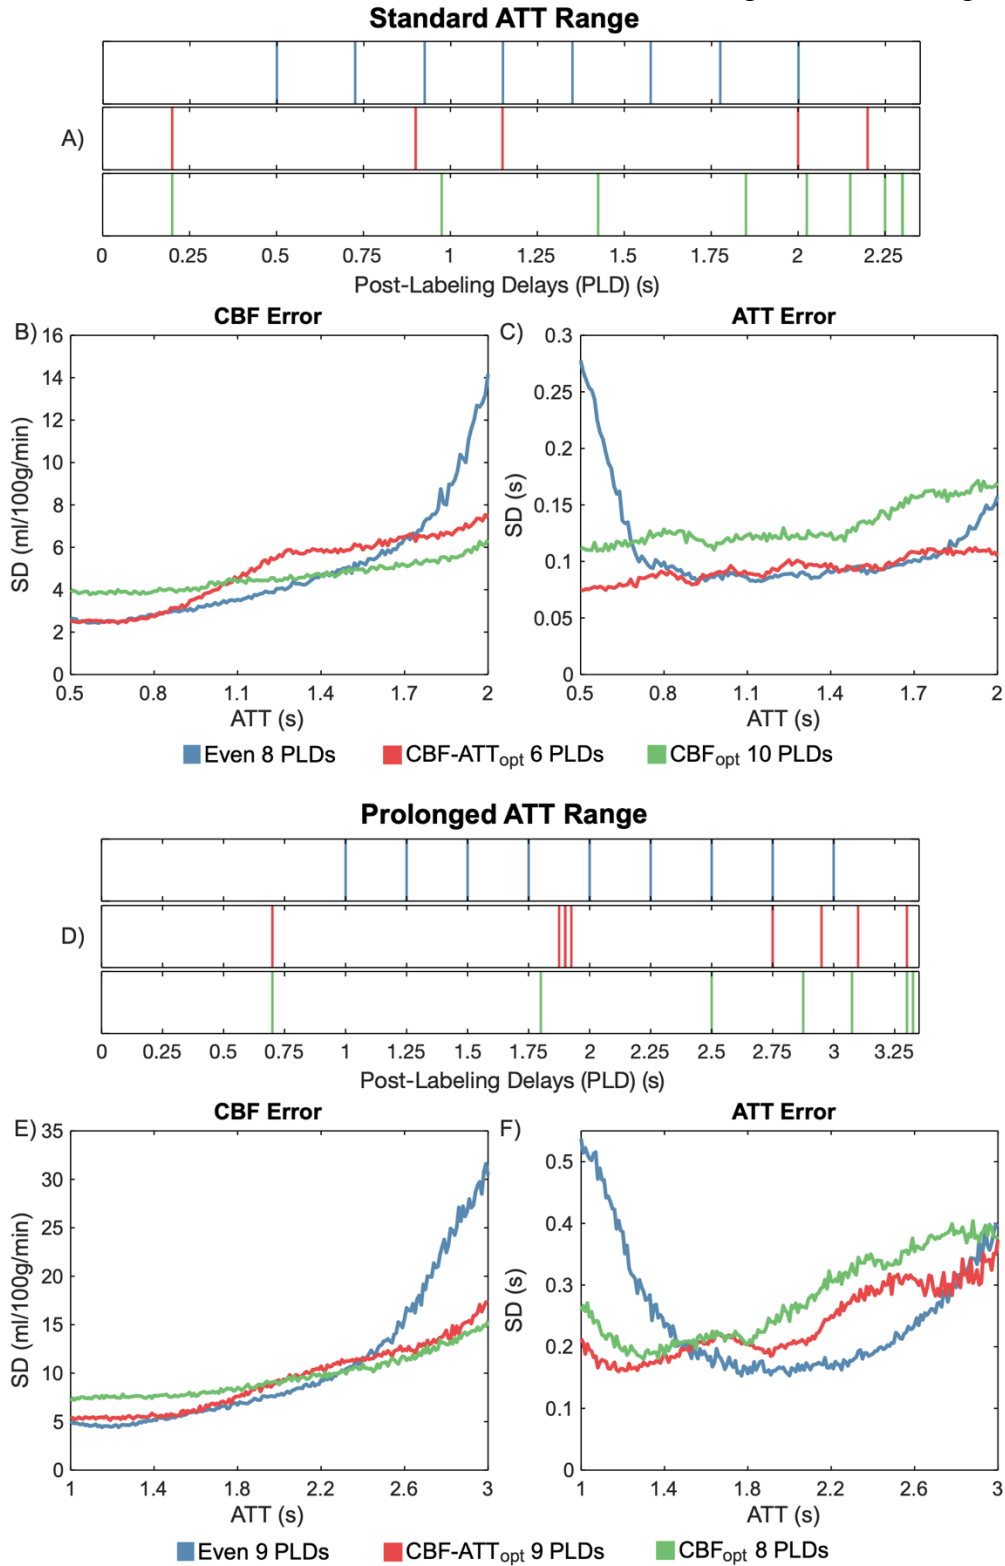 Standard ATT Range
A)
0 0.25 0.5 0.75 1 1.25 1.5 1.75 2 2.25
Post-Labeling Delays (PLD) (s)
B) CBF Error
16
14
12
10
8
6
4
2
0
SD (ml/100g/min)
0.5 0.8 1.1 1.4 1.7 2
ATT (s)
C) ATT Error
0.3
0.25
0.2
0.15
0.1
0.05
0
SD (s)
0.5 0.8 1.1 1.4 1.7 2
ATT (s)
Even 8 PLDs CBF-ATTopt 6 PLDs CBFopt 10 PLDs
Prolonged ATT Range
D)
0 0.25 0.5 0.75 1 1.25 1.5 1.75 2 2.25 2.5 2.75 3 3.25
Post-Labeling Delays (PLD) (s)
E) CBF Error
35
30
25
20
15
10
5
0
SD (ml/100g/min)
1 1.4 1.8 2.2 2.6 3
ATT (s)
F) ATT Error
0.5
0.4
0.3
0.2
0.1
0
SD (s)
1 1.4 1.8 2.2 2.6 3
ATT (s)
Even 9 PLDs CBF-ATTopt 9 PLDs CBFopt 8 PLDs